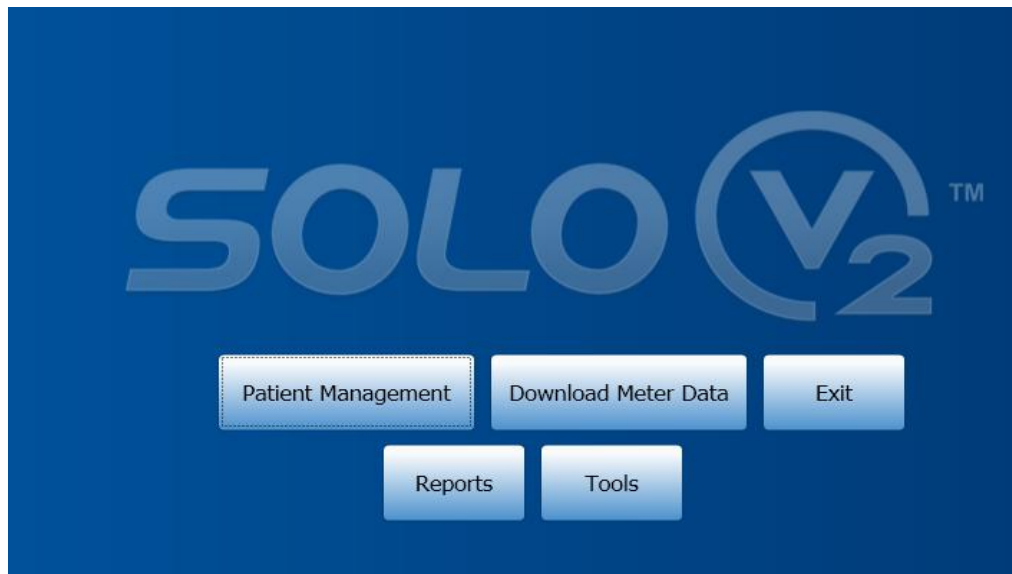 SOLO V2 TM
Patient Management Download Meter Data Exit
Reports Tools